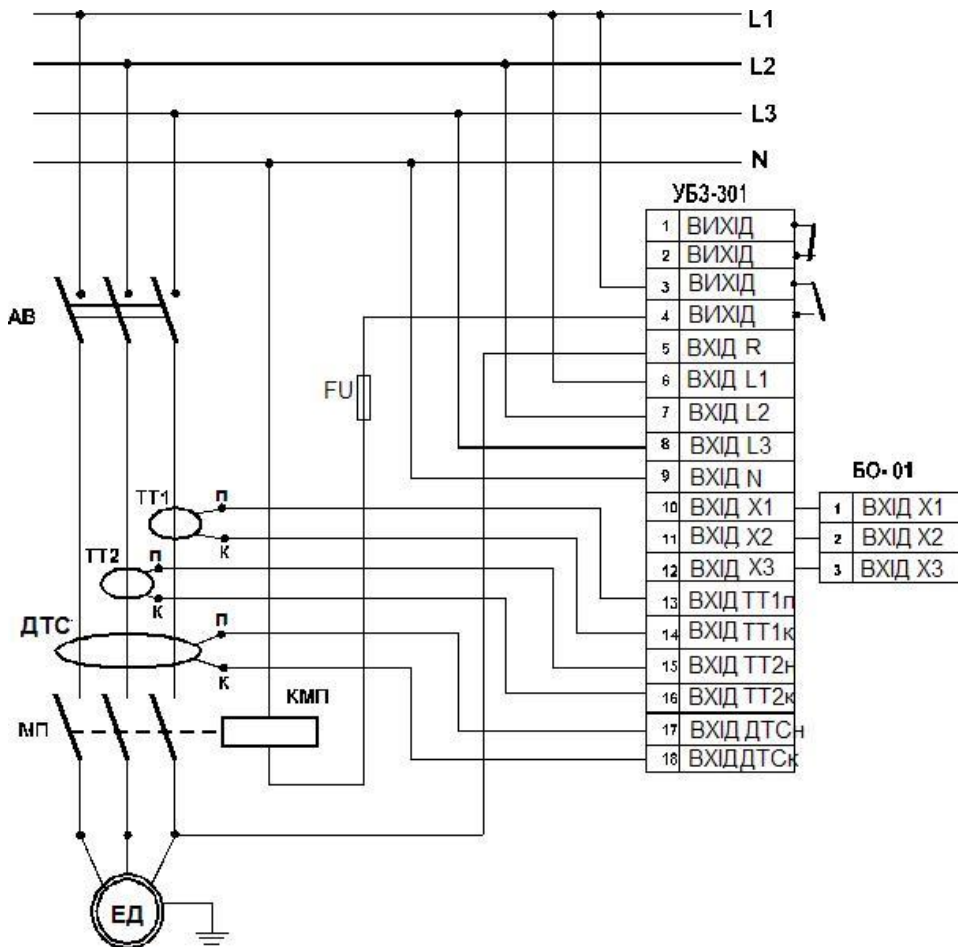 L1
L2
L3
N
УБЗ-301
1 ВИХІД
2 ВИХІД
3 ВИХІД
4 ВИХІД
5 ВХІД R
6 ВХІД L1
7 ВХІД L2
8 ВХІД L3
9 ВХІД N
10 ВХІД X1
11 ВХІД X2
12 ВХІД X3
13 ВХІД ТТ1п
14 ВХІД ТТ1к
15 ВХІД ТТ2н
16 ВХІД ТТ2к
17 ВХІД ДТСн
18 ВХІДДТСк
БО- 01
1 ВХІД X1
2 ВХІД X2
3 ВХІД X3
АВ
FU
ТТ1
П
К
ТТ2
П
К
ДТС
П
К
МП
КМП
ЕД